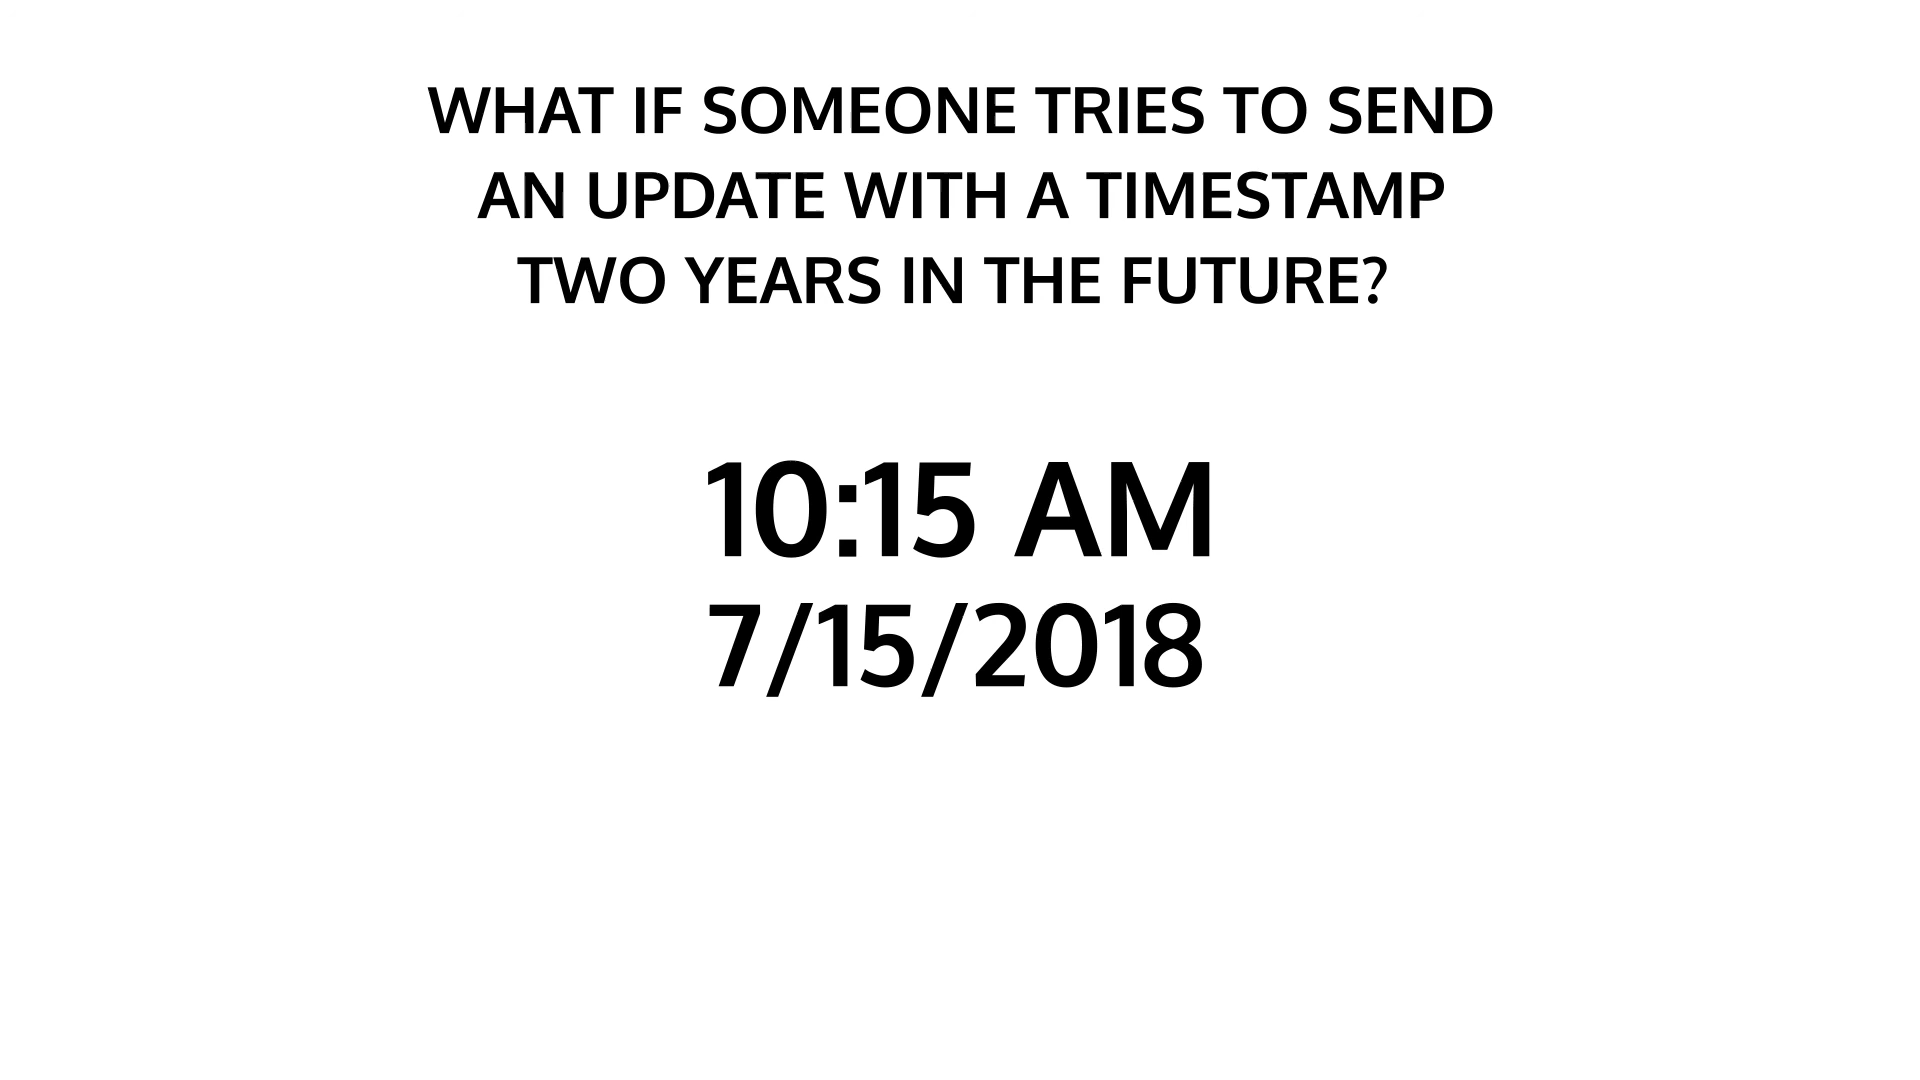 WHAT IF SOMEONE TRIES TO SEND
AN UPDATE WITH A TIMESTAMP
TWO YEARS IN THE FUTURE?
10:15 AM
7/15/2018